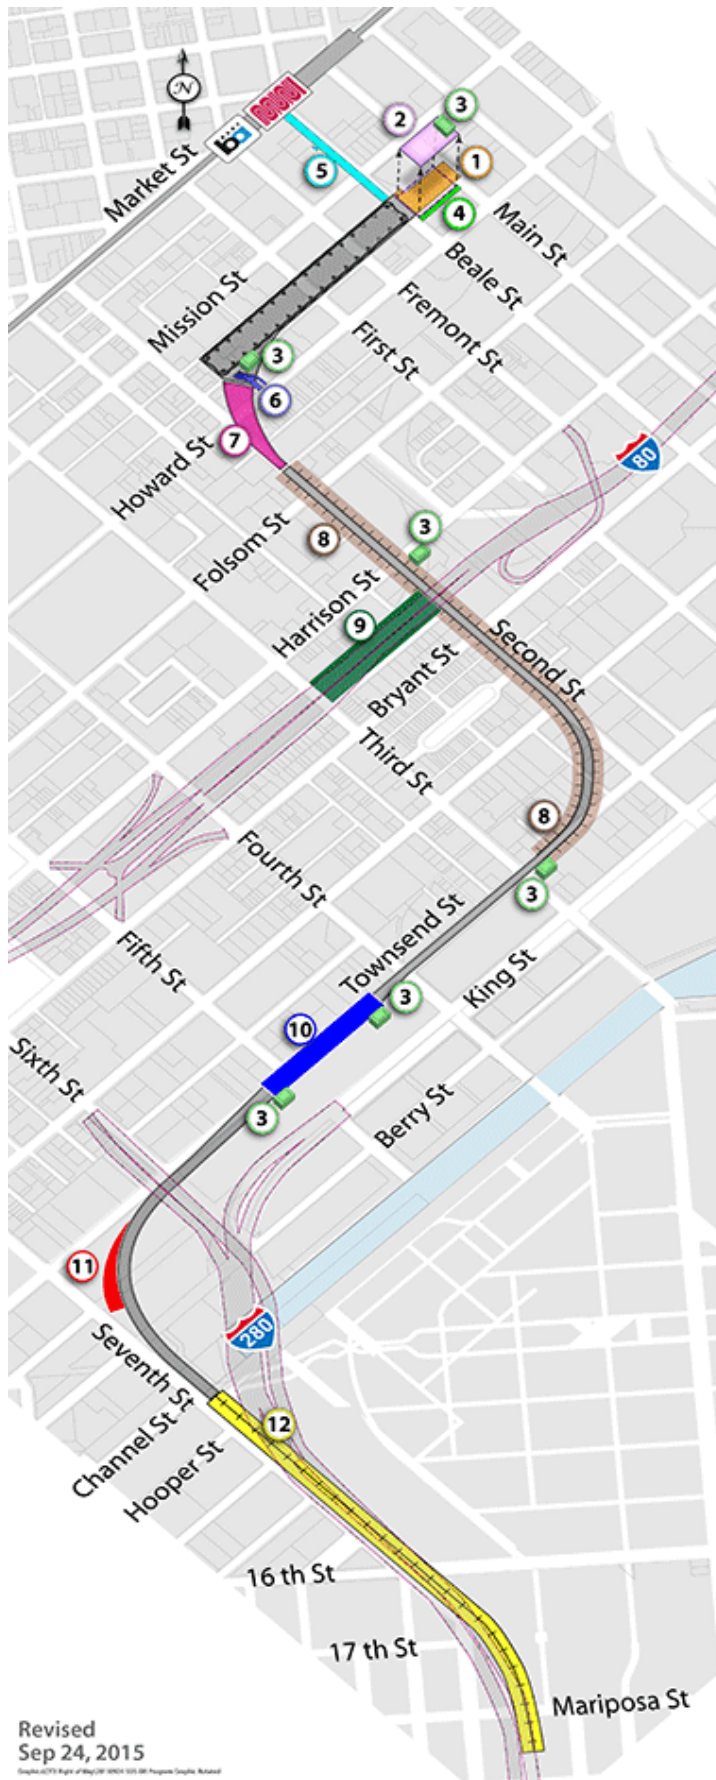 N
MUNI
ba
3
2
1
Market St
5
4
Main St
Beale St
Mission St
Fremont St
First St
3
6
7
Howard St
80
Folsom St
8
3
Harrison St
9
Second St
Bryant St
Third St
8
Fourth St
3
Townsend St
Fifth St
King St
3
10
Sixth St
3
Berry St
11
280
Seventh St
Channel St
12
Hooper St
16 th St
17 th St
Mariposa St
Revised
Sep 24, 2015